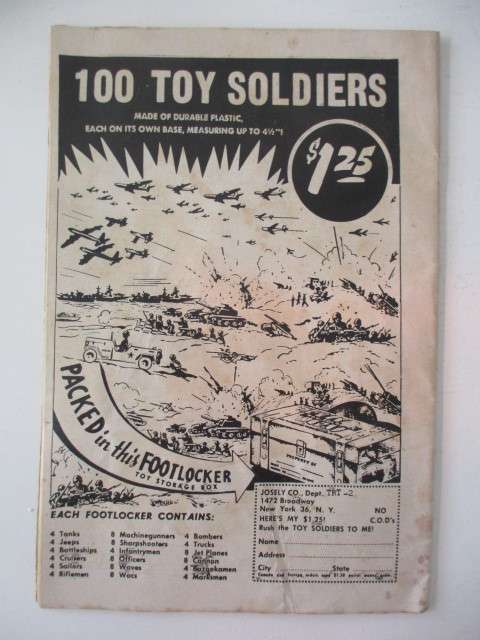 100 TOY SOLDIERS
MADE OF DURABLE PLASTIC,
EACH ON ITS OWN BASE, MEASURING UP TO 4½"!
$1.25
PACKED in this FOOTLOCKER
TOY STORAGE BOX
PROPERTY OF
EACH FOOTLOCKER CONTAINS:
4 Tanks
4 Jeeps
4 Battleships
4 Cruisers
4 Sailors
4 Riflemen
8 Machinegunners
8 Sharpshooters
4 Infantrymen
8 Officers
8 Waves
8 Wacs
4 Bombers
4 Trucks
8 Jet Planes
8 Cannon
4 Bazookamen
4 Marksmen
JOSELY CO., Dept. TRI-2
1472 Broadway
New York 36, N. Y. NO
HERE'S MY $1.25! C.O.D's
Rush the TOY SOLDIERS TO ME!
Name
Address
City State